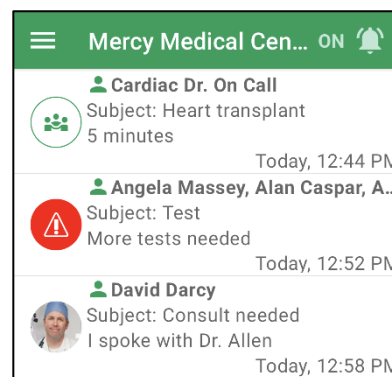 Mercy Medical Cen... ON
Cardiac Dr. On Call
Subject: Heart transplant
5 minutes
Today, 12:44 PM
Angela Massey, Alan Caspar, A...
Subject: Test
More tests needed
Today, 12:52 PM
David Darcy
Subject: Consult needed
I spoke with Dr. Allen
Today, 12:58 PM